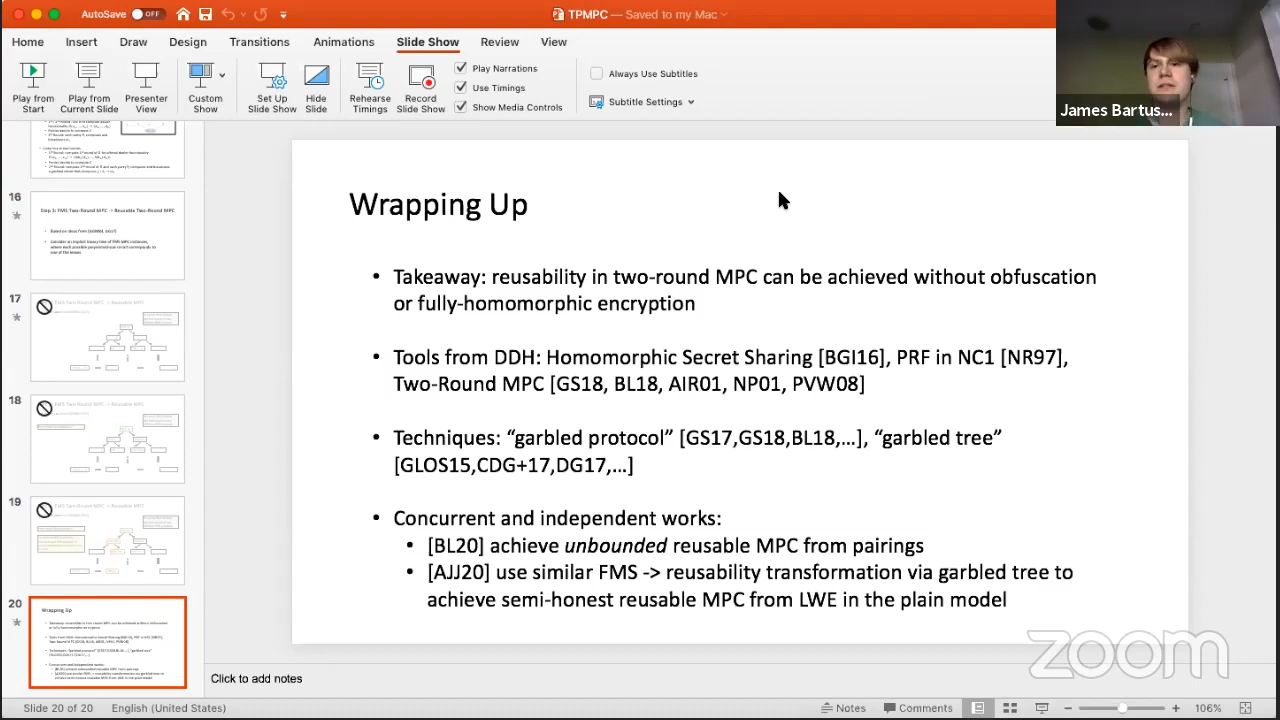 AutoSave OFF
TPMPC — Saved to my Mac
Home Insert Draw Design Transitions Animations Slide Show Review View
Play from Start
Play from Current Slide
Presenter View
Custom Show
Set Up Slide Show
Hide Slide
Rehearse Timings
Record Slide Show
Play Narrations
Use Timings
Show Media Controls
Always Use Subtitles
Subtitle Settings
James Bartus...
16
17
18
19
20
Wrapping Up
Wrapping Up
• Takeaway: reusability in two-round MPC can be achieved without obfuscation
or fully-homomorphic encryption
• Tools from DDH: Homomorphic Secret Sharing [BGI16], PRF in NC1 [NR97],
Two-Round MPC [GS18, BL18, AIR01, NP01, PVW08]
• Techniques: “garbled protocol” [GS17,GS18,BL18,…], “garbled tree”
[GLOS15,CDG+17,DG17,…]
• Concurrent and independent works:
• [BL20] achieve unbounded reusable MPC from pairings
• [AJJ20] use similar FMS -> reusability transformation via garbled tree to
achieve semi-honest reusable MPC from LWE in the plain model
zoom
Click to add notes
Slide 20 of 20 English (United States) Notes Comments 106%